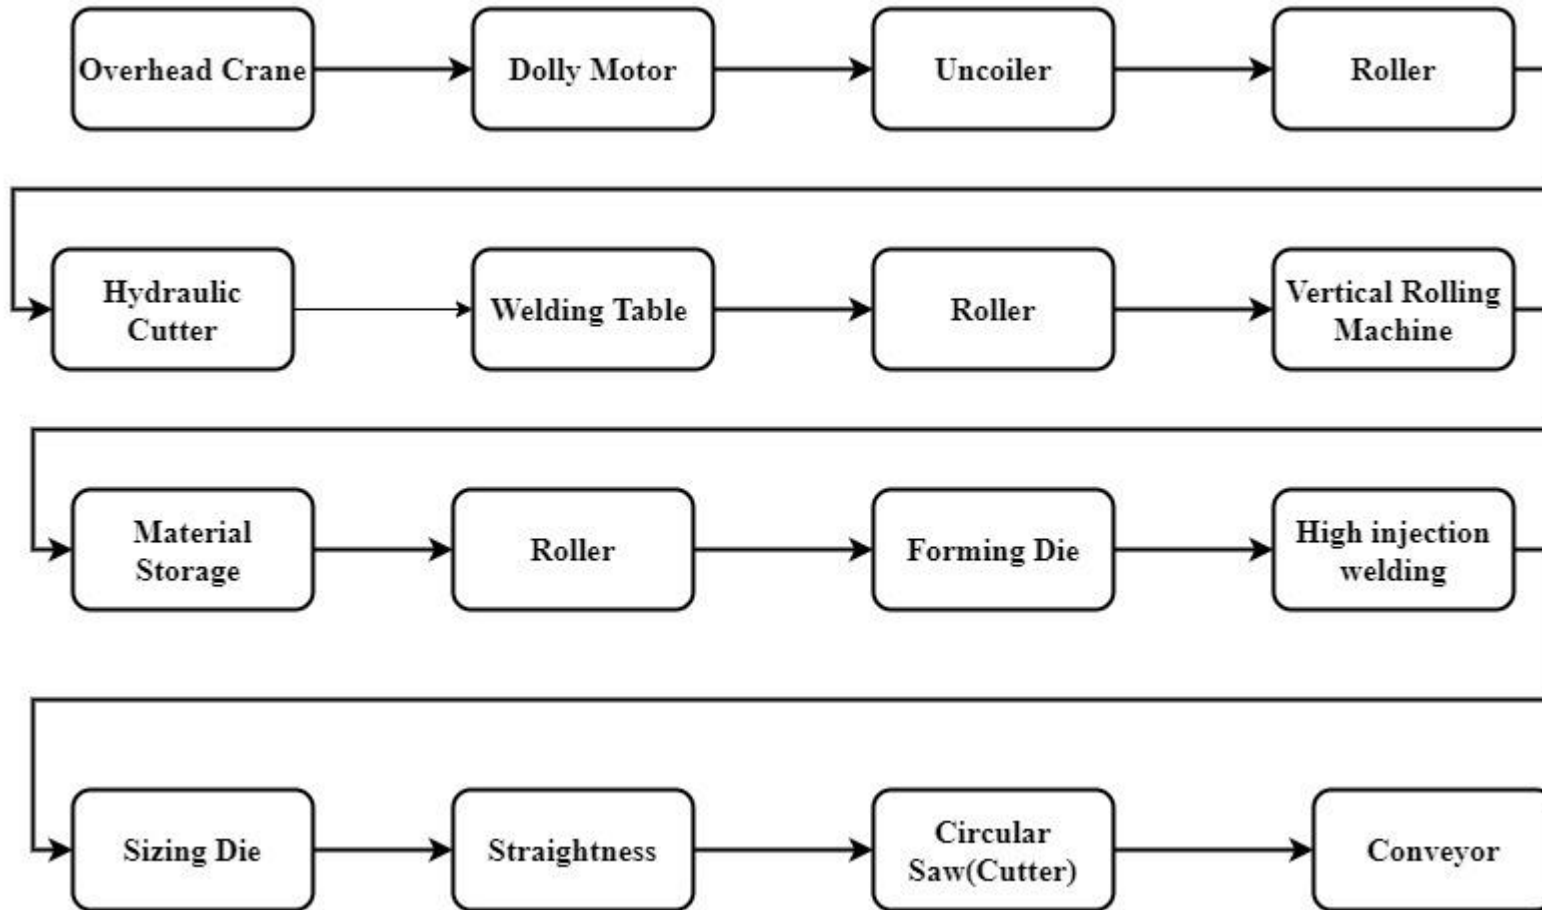 Overhead Crane
Dolly Motor
Uncoiler
Roller
Hydraulic
Cutter
Welding Table
Roller
Vertical Rolling
Machine
Material
Storage
Roller
Forming Die
High injection
welding
Sizing Die
Straightness
Circular
Saw(Cutter)
Conveyor